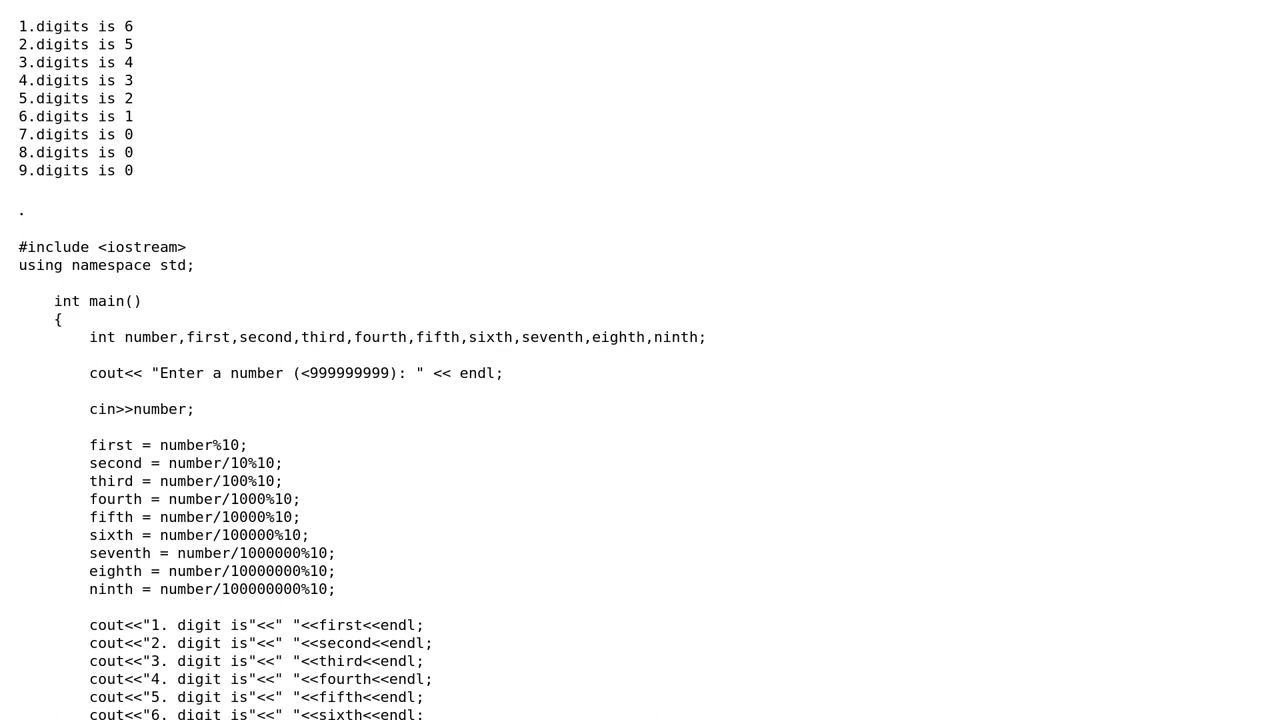 1.digits is 6
2.digits is 5
3.digits is 4
4.digits is 3
5.digits is 2
6.digits is 1
7.digits is 0
8.digits is 0
9.digits is 0
.
#include <iostream>
using namespace std;
int main()
{
int number,first,second,third,fourth,fifth,sixth,seventh,eighth,ninth;
cout<< "Enter a number (<999999999): " << endl;
cin>>number;
first = number%10;
second = number/10%10;
third = number/100%10;
fourth = number/1000%10;
fifth = number/10000%10;
sixth = number/100000%10;
seventh = number/1000000%10;
eighth = number/10000000%10;
ninth = number/100000000%10;
cout<<"1. digit is"<<" "<<first<<endl;
cout<<"2. digit is"<<" "<<second<<endl;
cout<<"3. digit is"<<" "<<third<<endl;
cout<<"4. digit is"<<" "<<fourth<<endl;
cout<<"5. digit is"<<" "<<fifth<<endl;
cout<<"6. digit is"<<" "<<sixth<<endl;